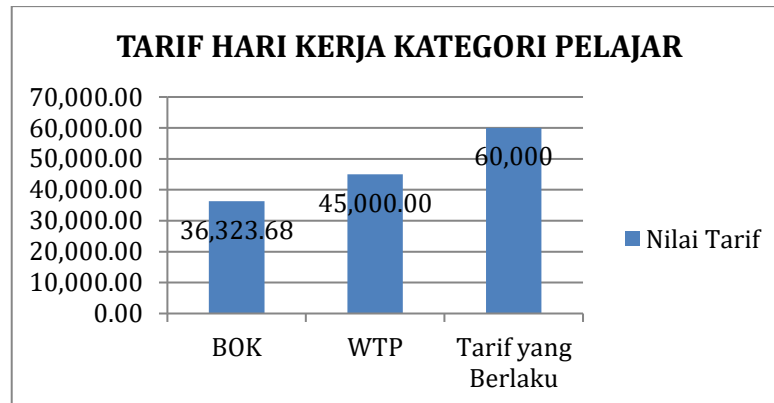 TARIF HARI KERJA KATEGORI PELAJAR
70,000.00
60,000.00
50,000.00
40,000.00
30,000.00
20,000.00
10,000.00
0.00
36,323.68
45,000.00
60,000
BOK
WTP
Tarif yang
Berlaku
Nilai Tarif